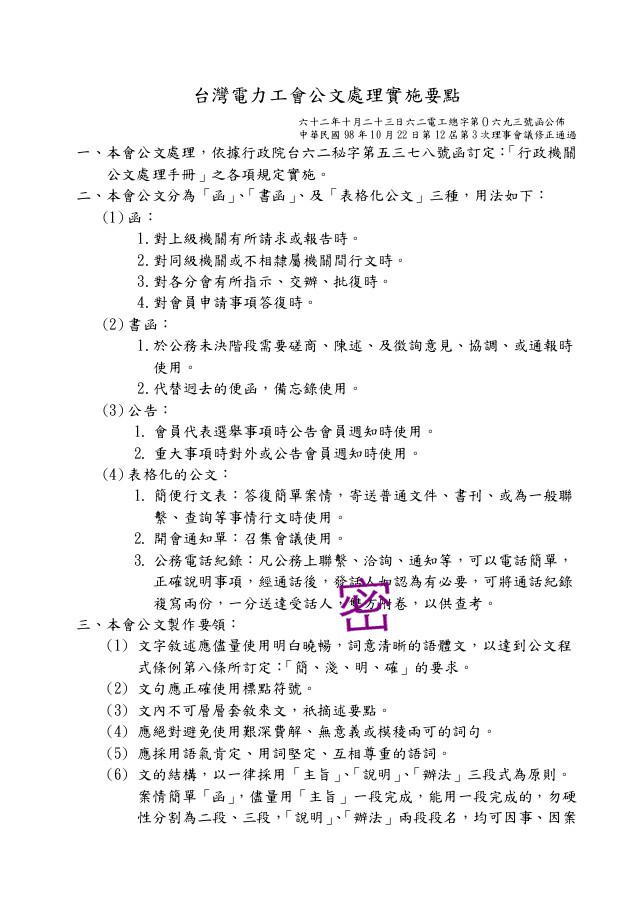 台灣電力工會公文處理實施要點
六十二年十月二十三日六二電工總字第0六九三號函公佈
中華民國98年10月22日第12屆第3次理事會議修正通過
一、本會公文處理，依據行政院台六二秘字第五三七八號函訂定：「行政機關
公文處理手冊」之各項規定實施。
二、本會公文分為「函」、「書函」、及「表格化公文」三種，用法如下：
(1)函：
1.對上級機關有所請求或報告時。
2.對同級機關或不相隸屬機關間行文時。
3.對各分會有所指示、交辦、批復時。
4.對會員申請事項答復時。
(2)書函：
1.於公務未決階段需要磋商、陳述、及徵詢意見、協調、或通報時
使用。
2.代替迥去的便函，備忘錄使用。
(3)公告：
1. 會員代表選舉事項時公告會員週知時使用。
2. 重大事項時對外或公告會員週知時使用。
(4)表格化的公文：
1. 簡便行文表：答復簡單案情，寄送普通文件、書刊、或為一般聯
繫、查詢等事情行文時使用。
2. 開會通知單：召集會議使用。
3. 公務電話紀錄：凡公務上聯繫、洽詢、通知等，可以電話簡單，
正確說明事項，經通話後，發話人如認為有必要，可將通話紀錄
複寫兩份，一分送達受話人，雙方附卷，以供查考。
密
三、本會公文製作要領：
(1) 文字敘述應儘量使用明白曉暢，詞意清晰的語體文，以達到公文程
式條例第八條所訂定：「簡、淺、明、確」的要求。
(2) 文句應正確使用標點符號。
(3) 文內不可層層套敘來文，祇摘述要點。
(4) 應絕對避免使用艱深費解、無意義或模稜兩可的詞句。
(5) 應採用語氣肯定、用詞堅定、互相尊重的語詞。
(6) 文的結構，以一律採用「主旨」、「說明」、「辦法」三段式為原則。
案情簡單「函」，儘量用「主旨」一段完成，能用一段完成的，勿硬
性分割為二段、三段，「說明」、「辦法」兩段段名，均可因事、因案